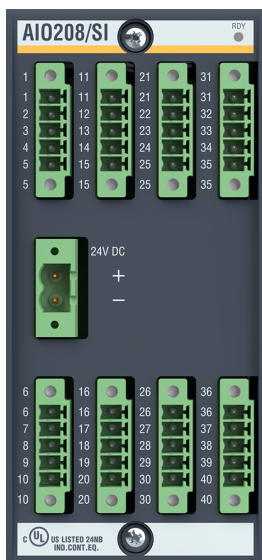 AIO208/SI
RDY
1 11 21 31
1 11 21 31
2 12 22 32
3 13 23 33
4 14 24 34
5 15 25 35
5 15 25 35
24V DC
+
−
6 16 26 36
6 16 26 36
7 17 27 37
8 18 28 38
9 19 29 39
10 20 30 40
10 20 30 40
C UL US LISTED 24NB
IND.CONT.EQ.